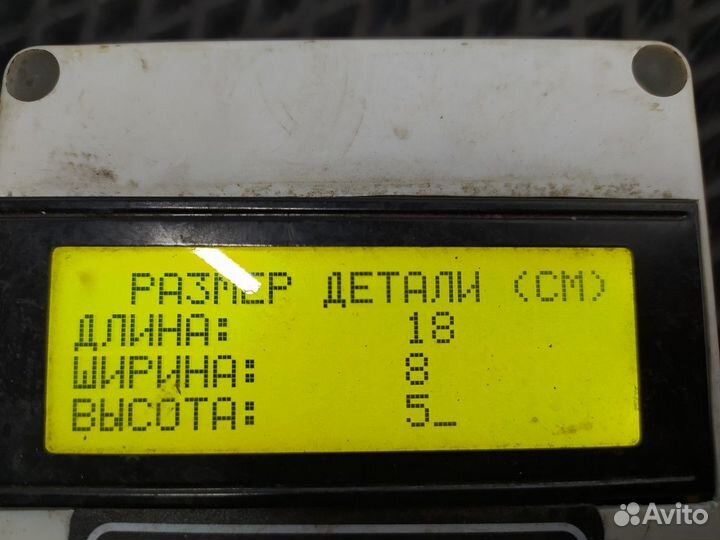 РАЗМЕР ДЕТАЛИ (СМ)
ДЛИНА: 18
ШИРИНА: 8
ВЫСОТА: 5_
Avito